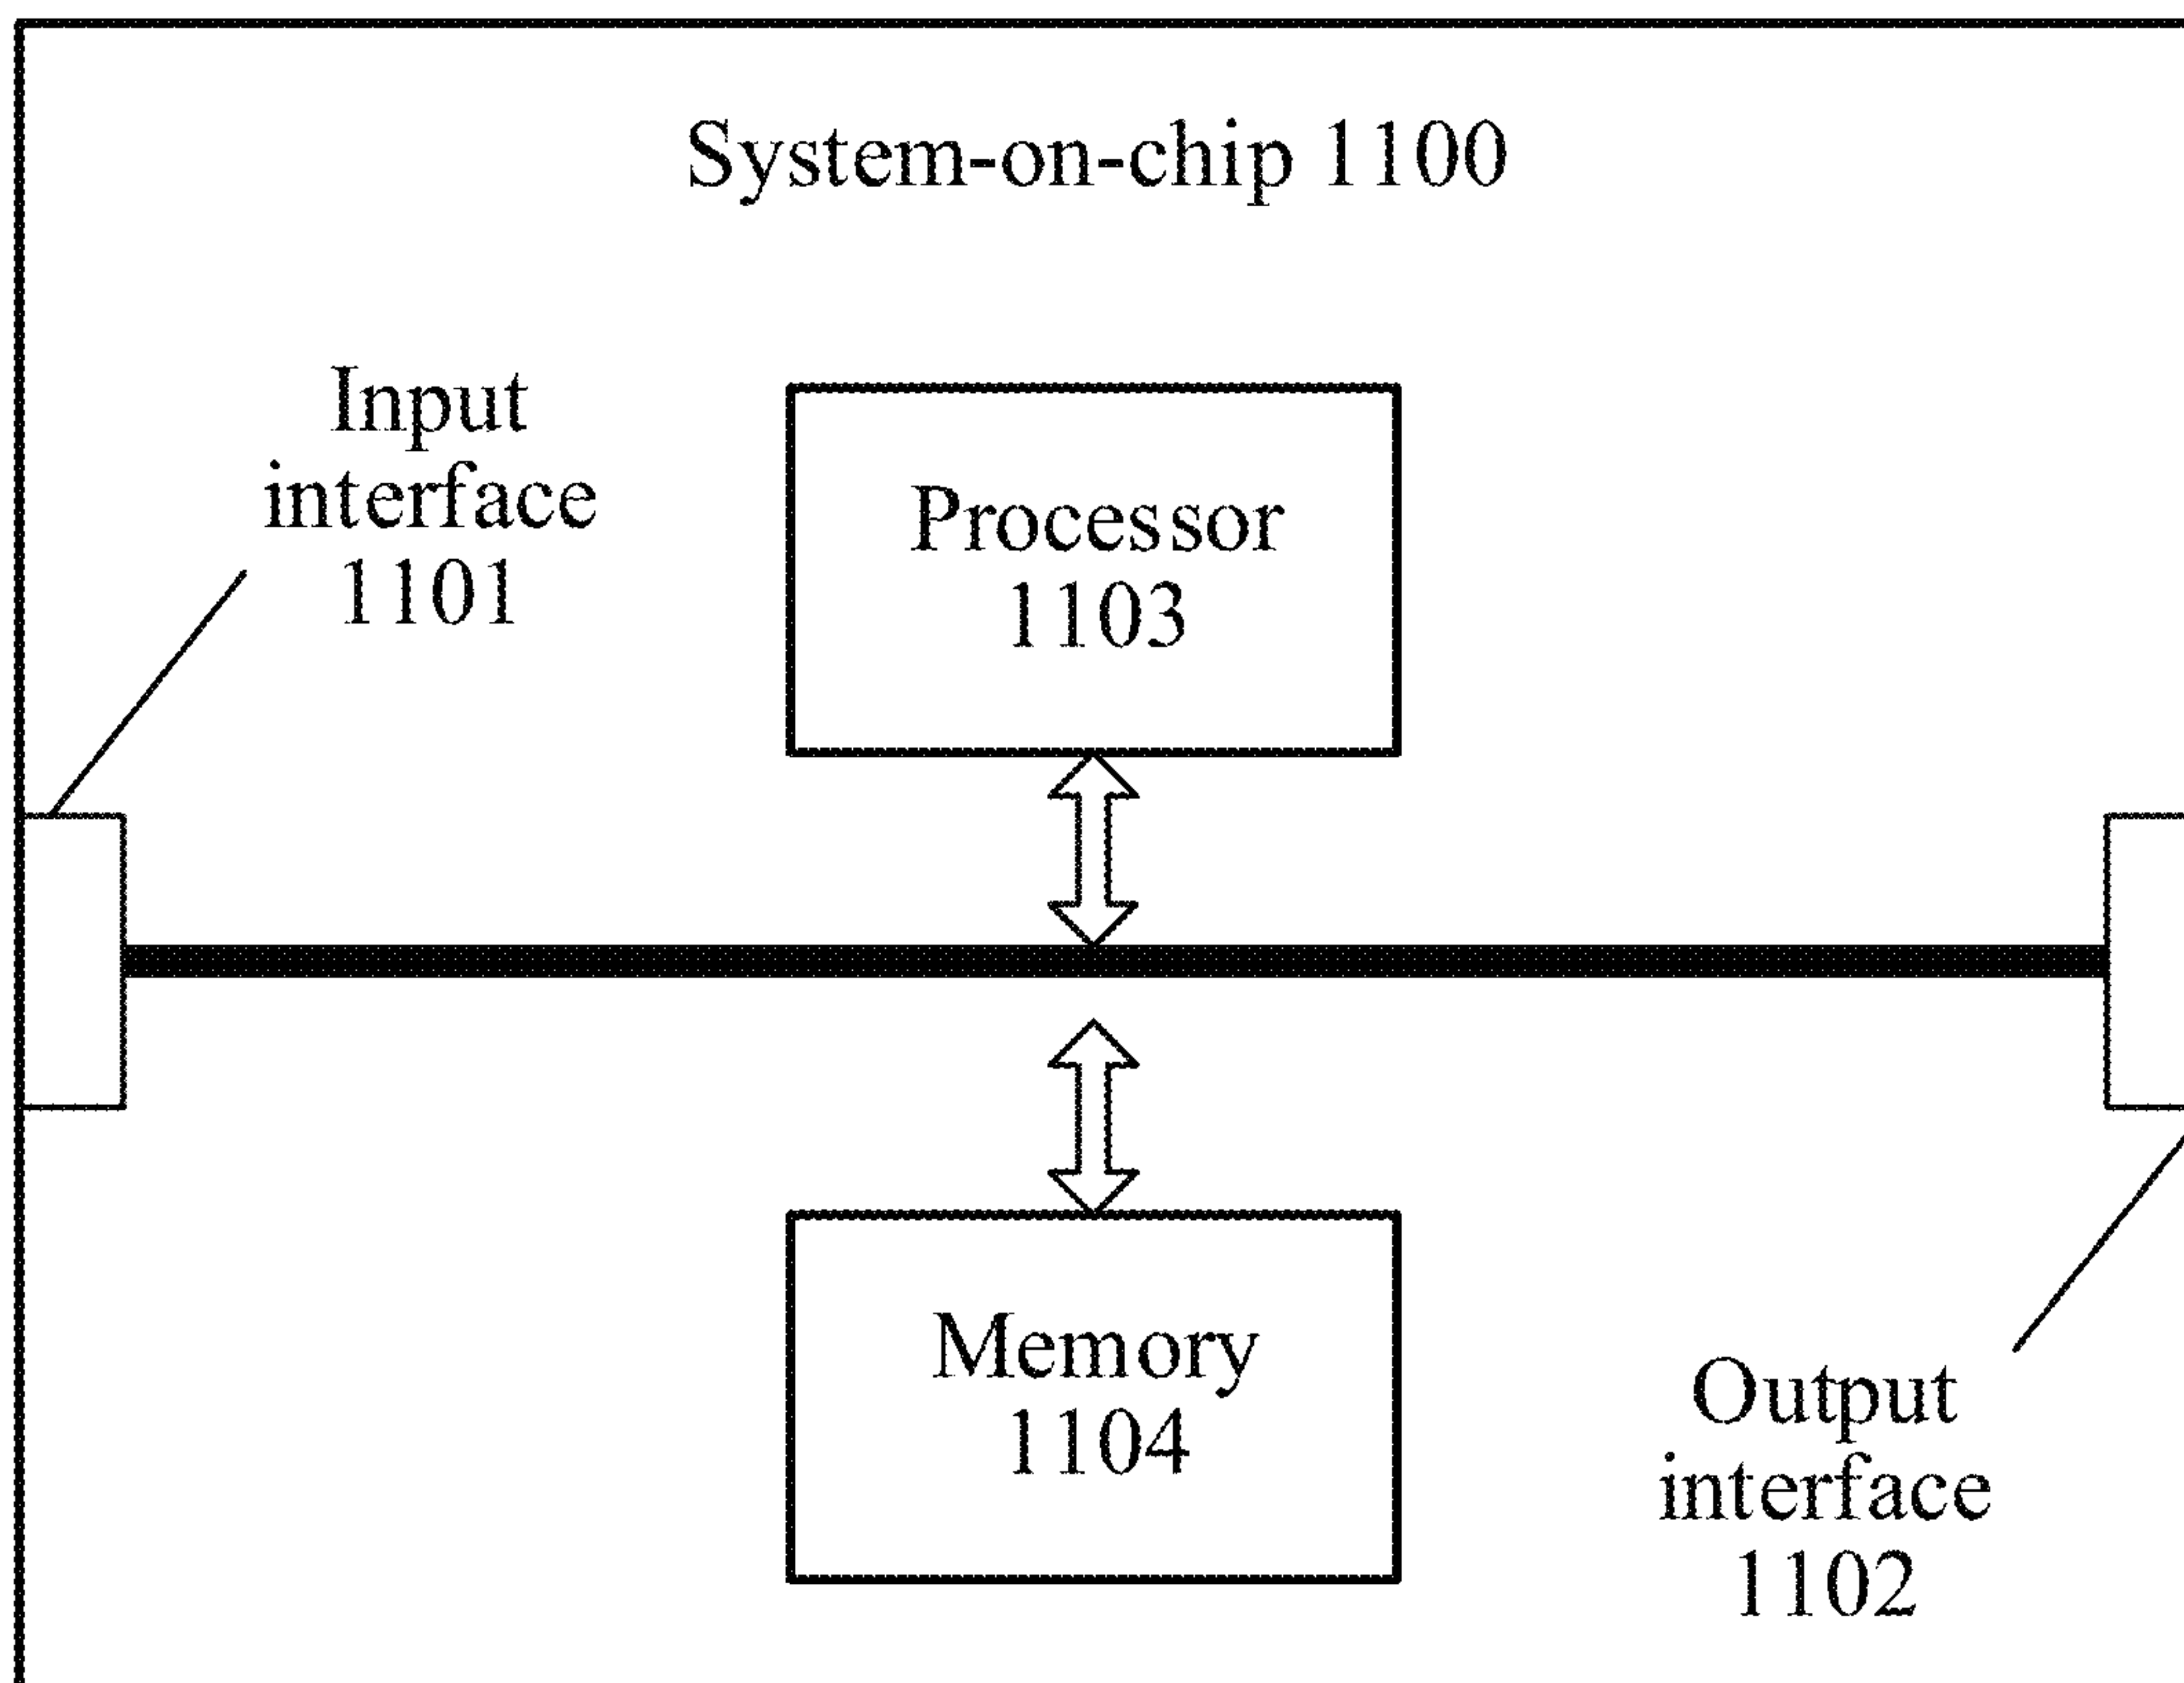 System-on-chip 1100
Input
interface
1101
Processor
1103
Memory
1104
Output
interface
1102